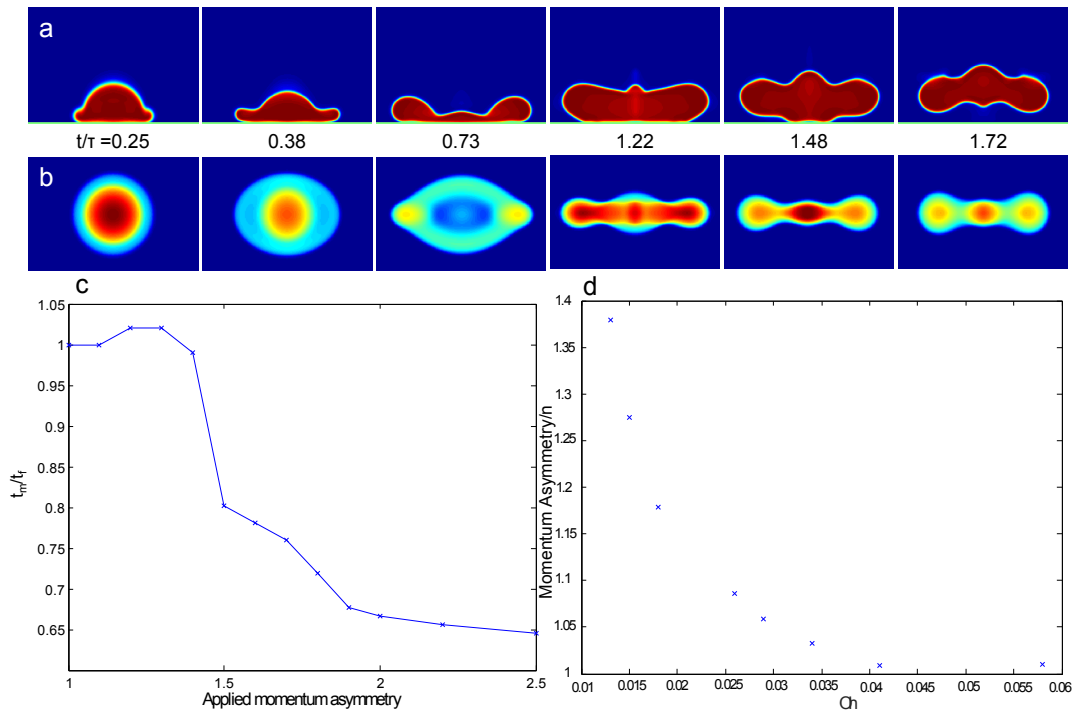 a
t/τ =0.25 0.38 0.73 1.22 1.48 1.72
b
c
1.05
1
0.95
0.9
0.85
0.8
0.75
0.7
0.65
tm/tf
1 1.5 2 2.5
Applied momentum asymmetry
d
1.4
1.35
1.3
1.25
1.2
1.15
1.1
1.05
1
Momentum Asymmetry/n
0.01 0.015 0.02 0.025 0.03 0.035 0.04 0.045 0.05 0.055 0.06
Oh